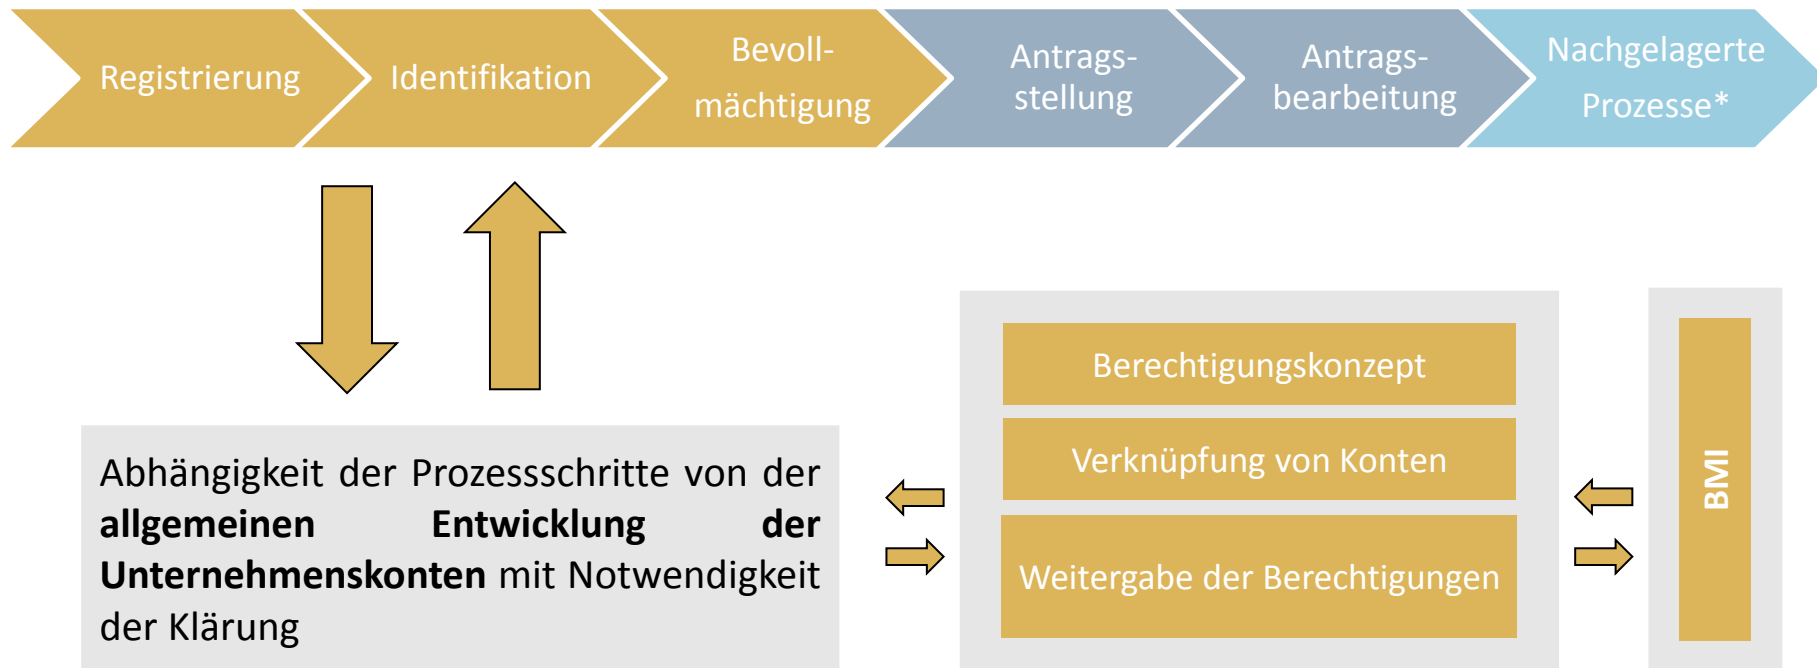 Registrierung
Identifikation
Bevoll-
mächtigung
Antrags-
stellung
Antrags-
bearbeitung
Nachgelagerte
Prozesse*
Abhängigkeit der Prozessschritte von der
allgemeinen Entwicklung der
Unternehmenskonten mit Notwendigkeit
der Klärung
Berechtigungskonzept
Verknüpfung von Konten
Weitergabe der Berechtigungen
BMI